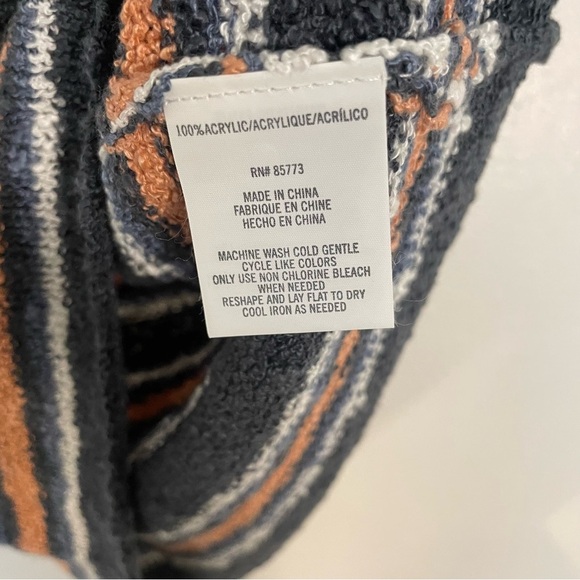 100%ACRYLIC/ACRYLIQUE/ACRÍLICO
RN# 85773
MADE IN CHINA
FABRIQUE EN CHINE
HECHO EN CHINA
MACHINE WASH COLD GENTLE
CYCLE LIKE COLORS
ONLY USE NON CHLORINE BLEACH
WHEN NEEDED
RESHAPE AND LAY FLAT TO DRY
COOL IRON AS NEEDED